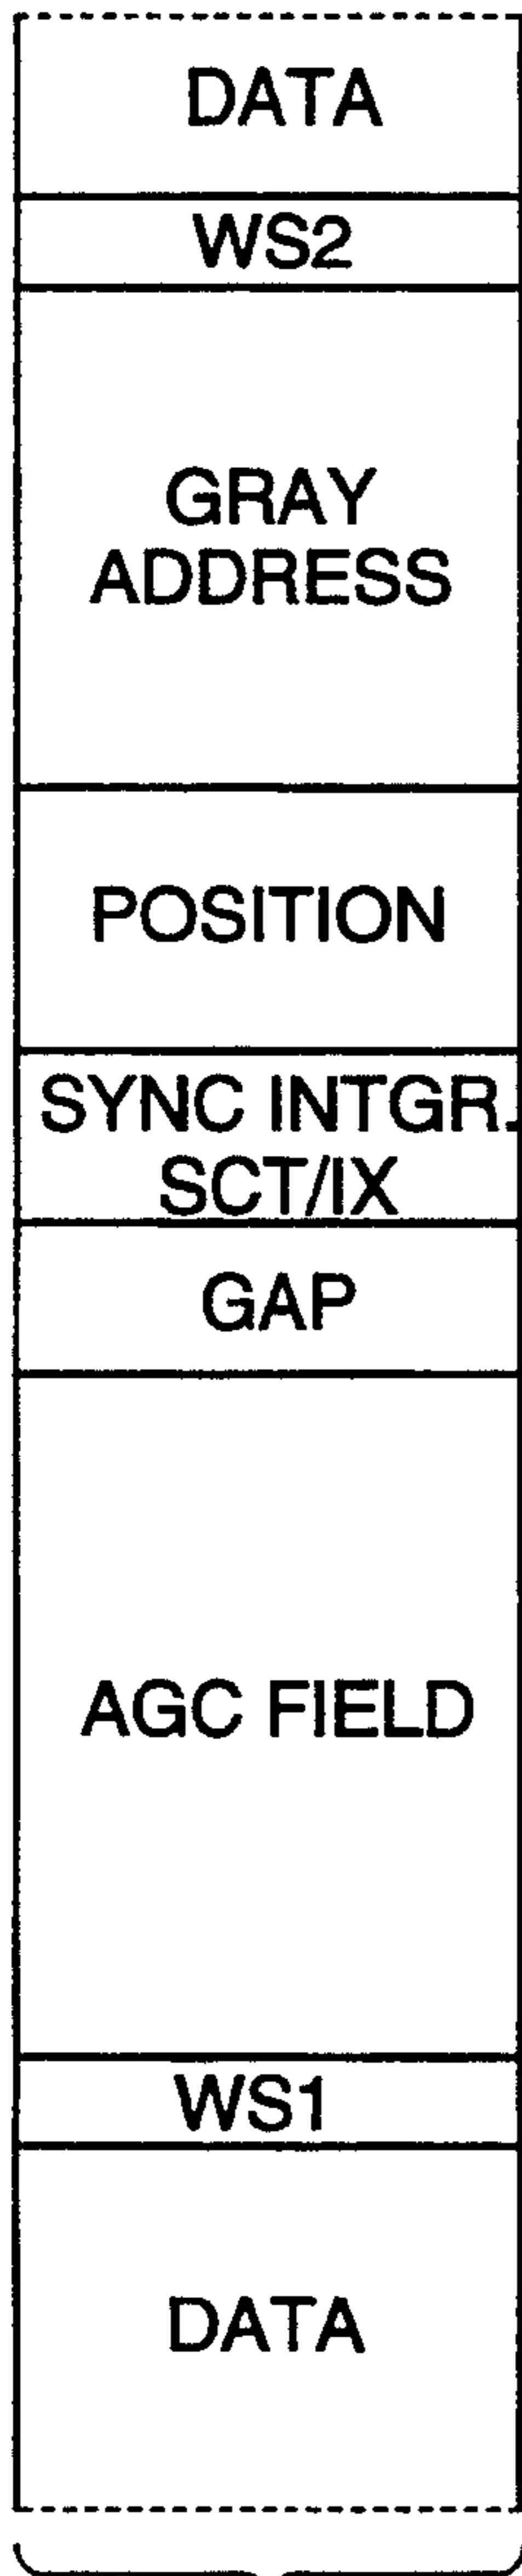 DATA
WS2
GRAY
ADDRESS
POSITION
SYNC INTGR.
SCT/IX
GAP
AGC FIELD
WS1
DATA